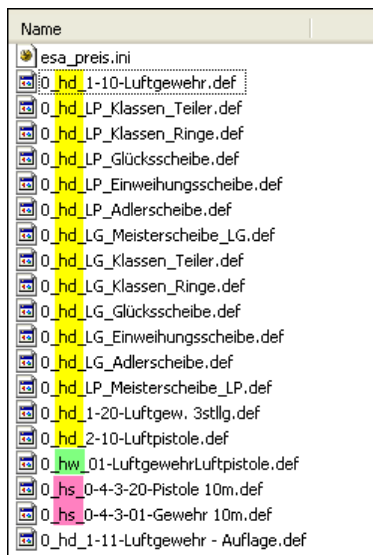 Name
esa_preis.ini
0_hd_1-10-Luftgewehr.def
0_hd_LP_Klassen_Teiler.def
0_hd_LP_Klassen_Ringe.def
0_hd_LP_Glücksscheibe.def
0_hd_LP_Einweihungsscheibe.def
0_hd_LP_Adlerscheibe.def
0_hd_LG_Meisterscheibe_LG.def
0_hd_LG_Klassen_Teiler.def
0_hd_LG_Klassen_Ringe.def
0_hd_LG_Glücksscheibe.def
0_hd_LG_Einweihungsscheibe.def
0_hd_LG_Adlerscheibe.def
0_hd_LP_Meisterscheibe_LP.def
0_hd_1-20-Luftgew. 3stllg.def
0_hd_2-10-Luftpistole.def
0_hw_01-LuftgewehrLuftpistole.def
0_hs_0-4-3-20-Pistole 10m.def
0_hs_0-4-3-01-Gewehr 10m.def
0_hd_1-11-Luftgewehr - Auflage.def